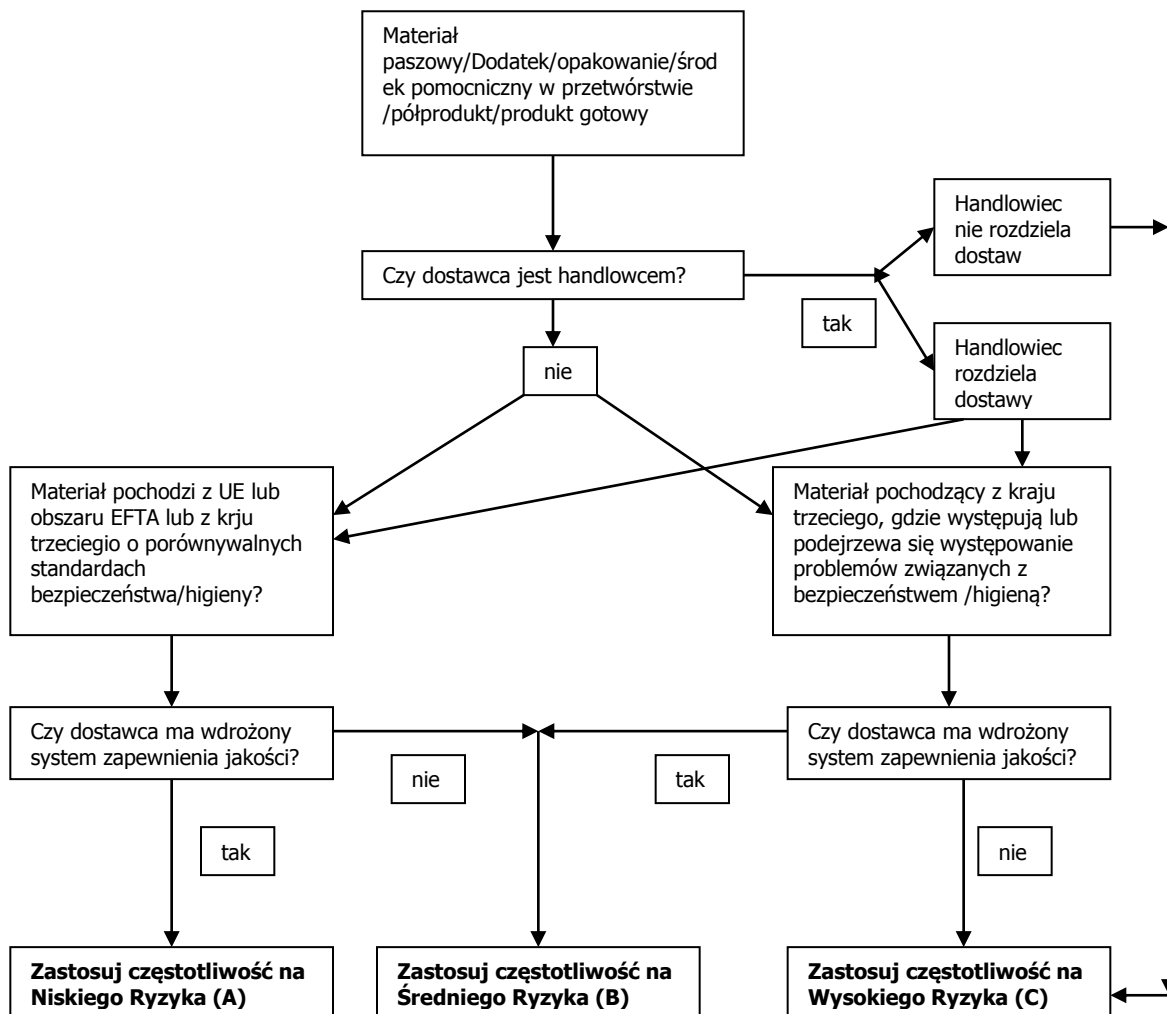 Materiał
paszowy/Dodatek/opakowanie/środ
ek pomocniczy w przetwórstwie
/półprodukt/produkt gotowy
Handlowiec
nie rozdziela
dostaw
Czy dostawca jest handlowcem?
tak
Handlowiec
rozdziela
dostawy
nie
Materiał pochodzi z UE lub
obszaru EFTA lub z krju
trzeciegio o porównywalnych
standardach
bezpieczeństwa/higieny?
Materiał pochodzący z kraju
trzeciego, gdzie występują lub
podejrzewa się występowanie
problemów związanych z
bezpieczeństwem /higieną?
Czy dostawca ma wdrożony
system zapewnienia jakości?
Czy dostawca ma wdrożony
system zapewnienia jakości?
nie
tak
tak
nie
Zastosuj częstotliwość na
Niskiego Ryzyka (A)
Zastosuj częstotliwość na
Średniego Ryzyka (B)
Zastosuj częstotliwość na
Wysokiego Ryzyka (C)